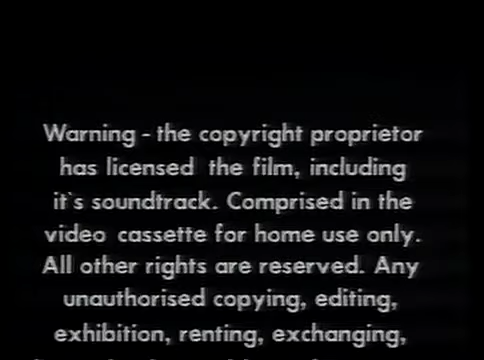 Warning - the copyright proprietor
has licensed the film, including
it's soundtrack. Comprised in the
video cassette for home use only.
All other rights are reserved. Any
unauthorised copying, editing,
exhibition, renting, exchanging,